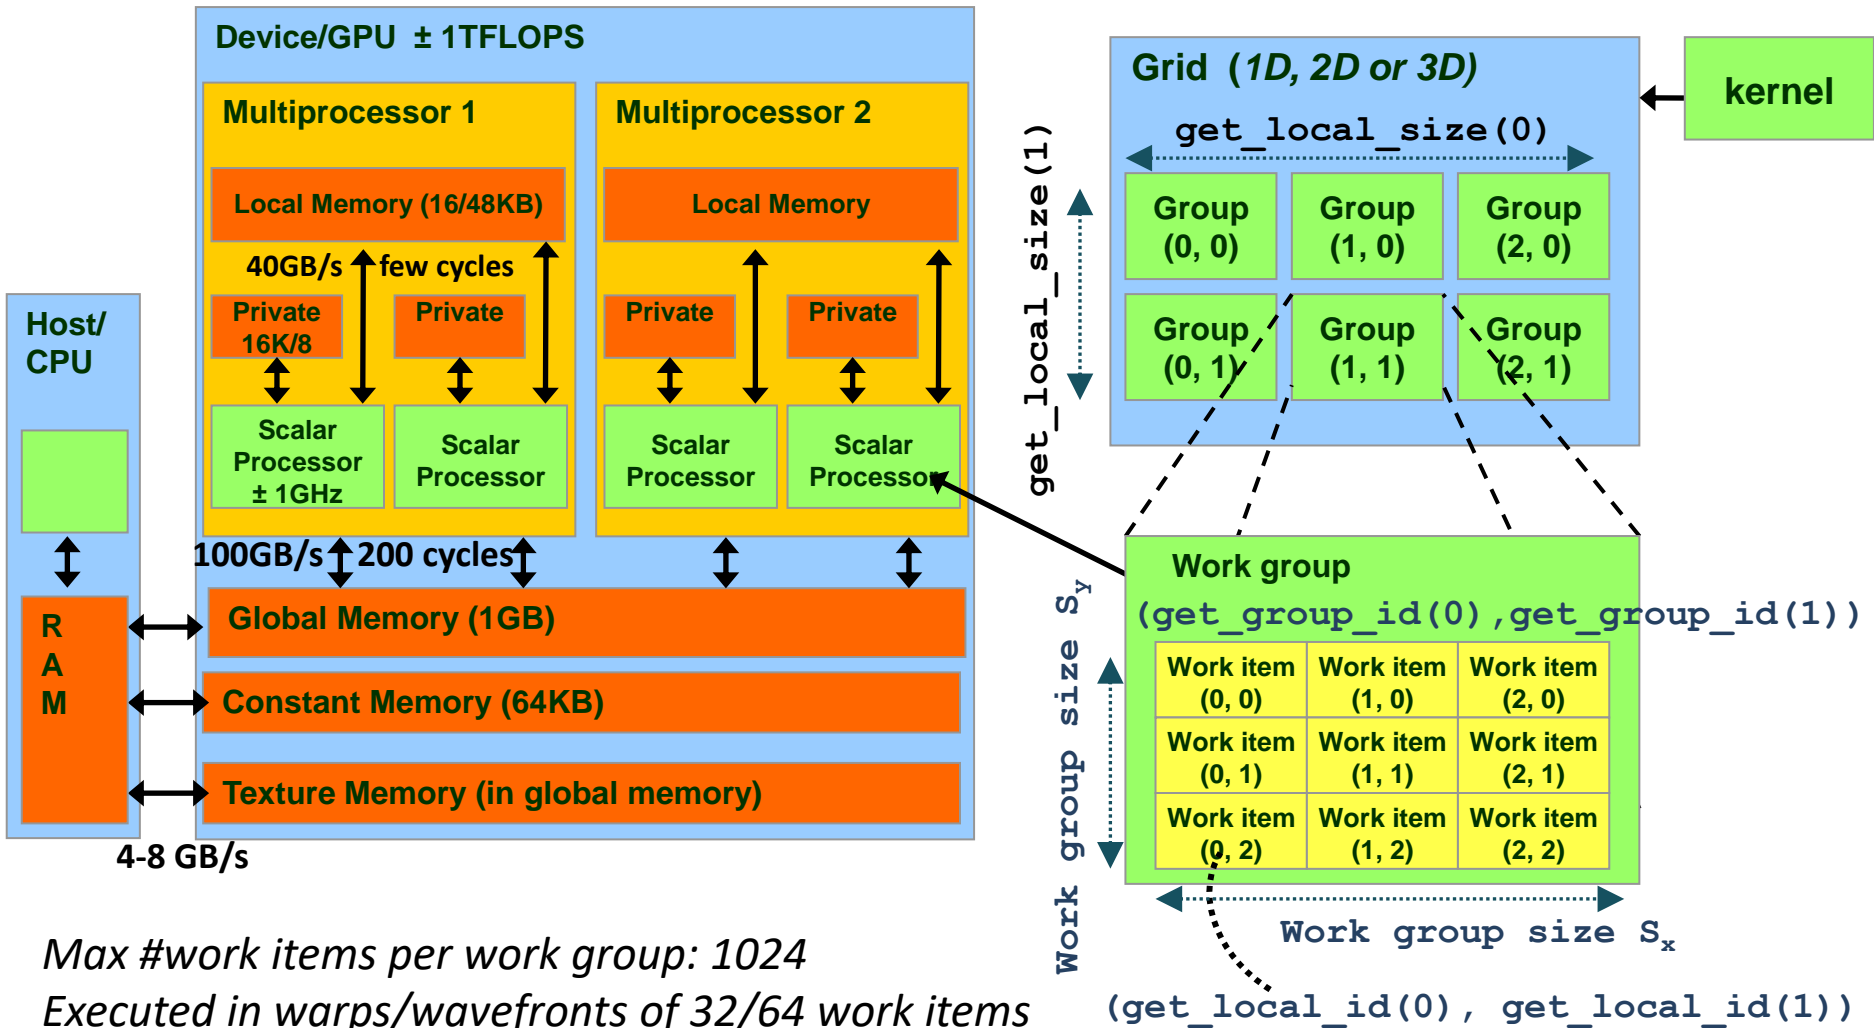 Device/GPU ± 1TFLOPS
Multiprocessor 1
Local Memory (16/48KB)
40GB/s few cycles
Private
16K/8
Private
Scalar
Processor
± 1GHz
Scalar
Processor
Multiprocessor 2
Local Memory
Private
Private
Scalar
Processor
Scalar
Processor
100GB/s 200 cycles
Host/
CPU
R
A
M
Global Memory (1GB)
Constant Memory (64KB)
Texture Memory (in global memory)
4-8 GB/s
Max #work items per work group: 1024
Executed in warps/wavefronts of 32/64 work items
Grid (1D, 2D or 3D)
kernel
get_local_size(0)
get_local_size(1)
Group
(0, 0)
Group
(1, 0)
Group
(2, 0)
Group
(0, 1)
Group
(1, 1)
Group
(2, 1)
Work group
(get_group_id(0),get_group_id(1))
Work group size Sy
Work item
(0, 0)
Work item
(1, 0)
Work item
(2, 0)
Work item
(0, 1)
Work item
(1, 1)
Work item
(2, 1)
Work item
(0, 2)
Work item
(1, 2)
Work item
(2, 2)
Work group size Sx
(get_local_id(0), get_local_id(1))